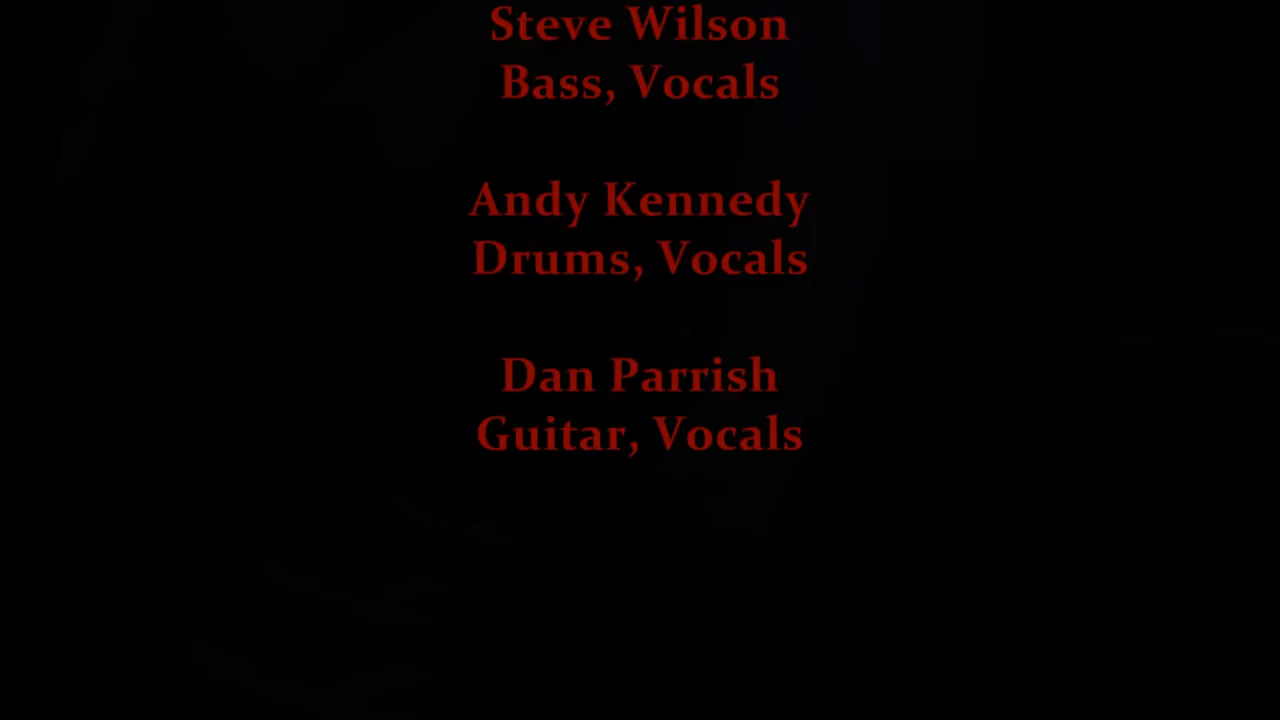 Steve Wilson
Bass, Vocals
Andy Kennedy
Drums, Vocals
Dan Parrish
Guitar, Vocals